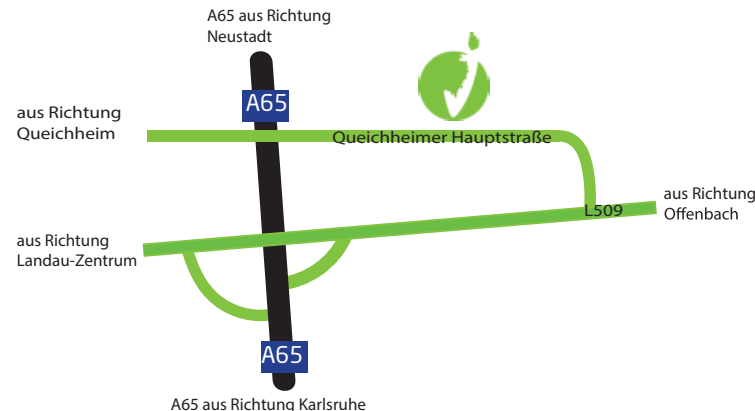 A65 aus Richtung
Neustadt
A65
aus Richtung
Queichheim
Queichheimer Hauptstraße
aus Richtung
Offenbach
L509
aus Richtung
Landau-Zentrum
A65
A65 aus Richtung Karlsruhe